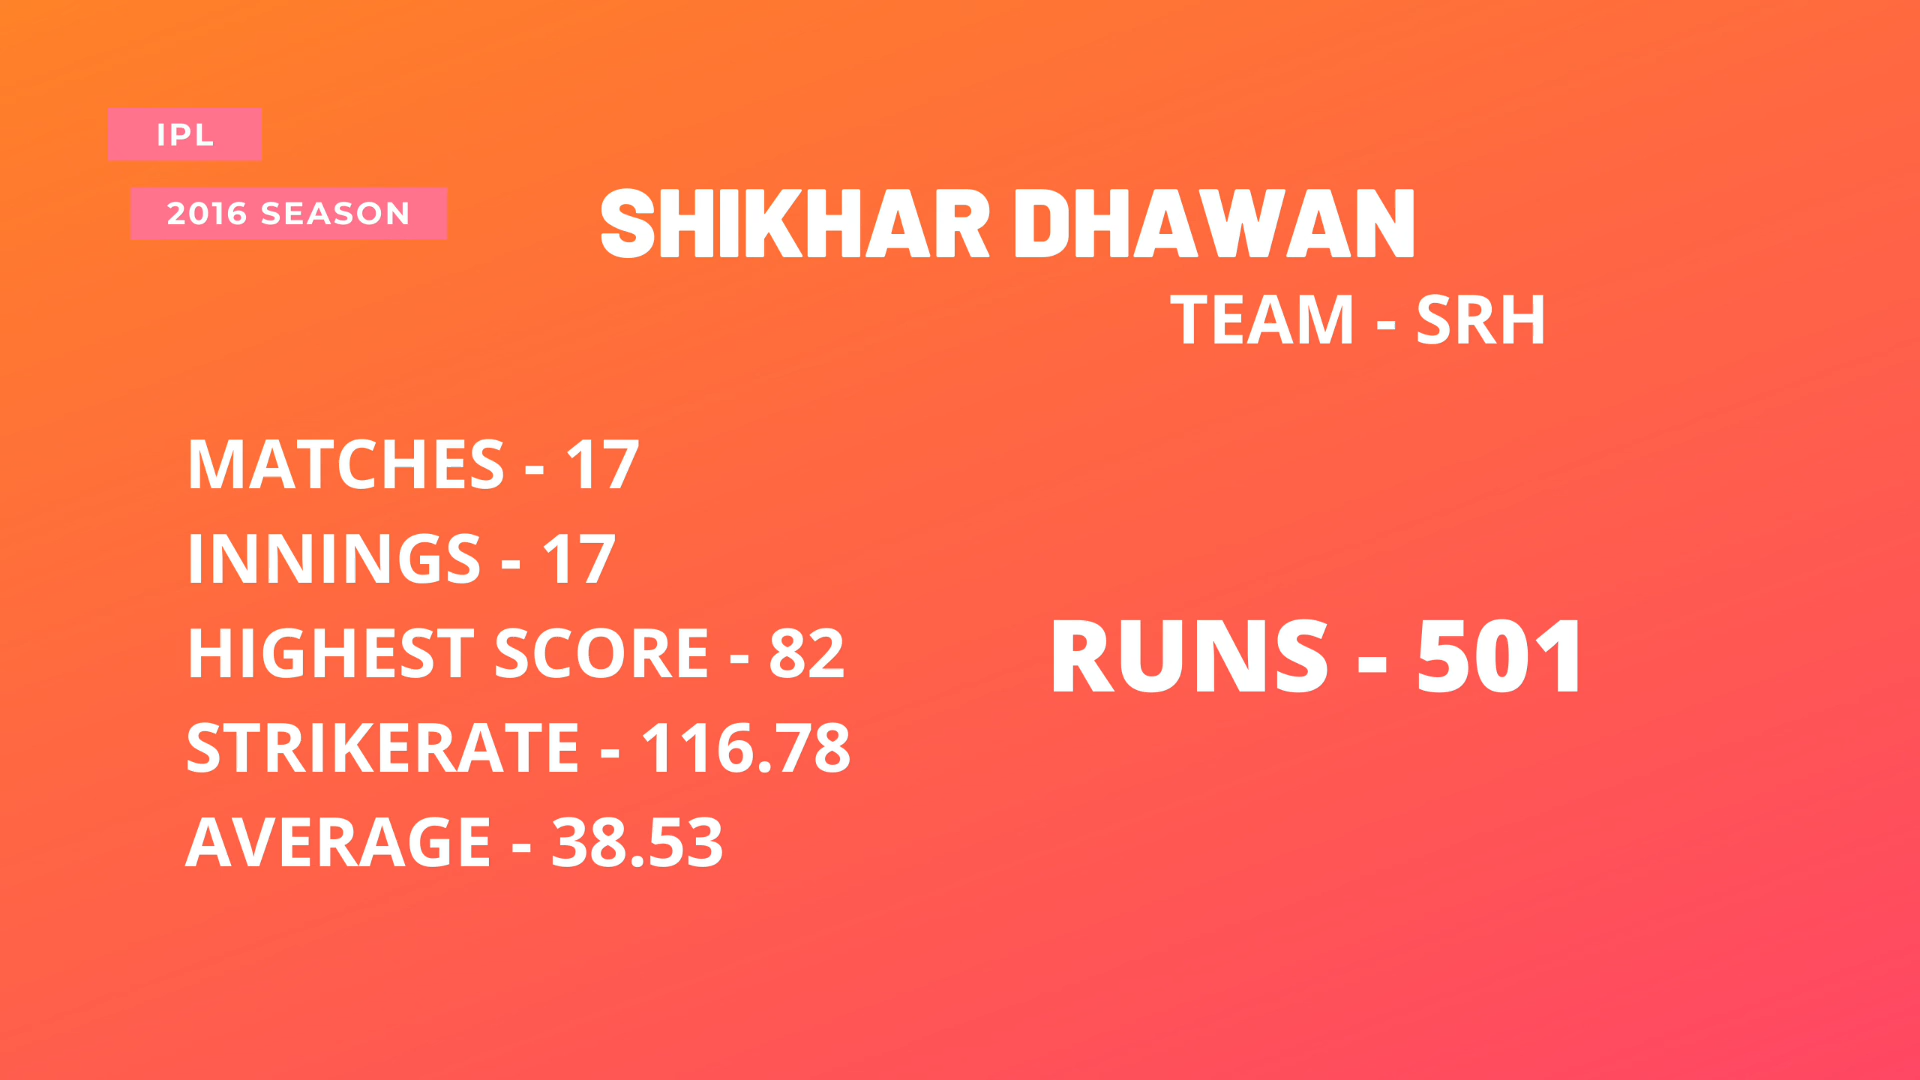 IPL
2016 SEASON
SHIKHAR DHAWAN
TEAM - SRH
MATCHES - 17
INNINGS - 17
HIGHEST SCORE - 82
STRIKERATE - 116.78
AVERAGE - 38.53
RUNS - 501